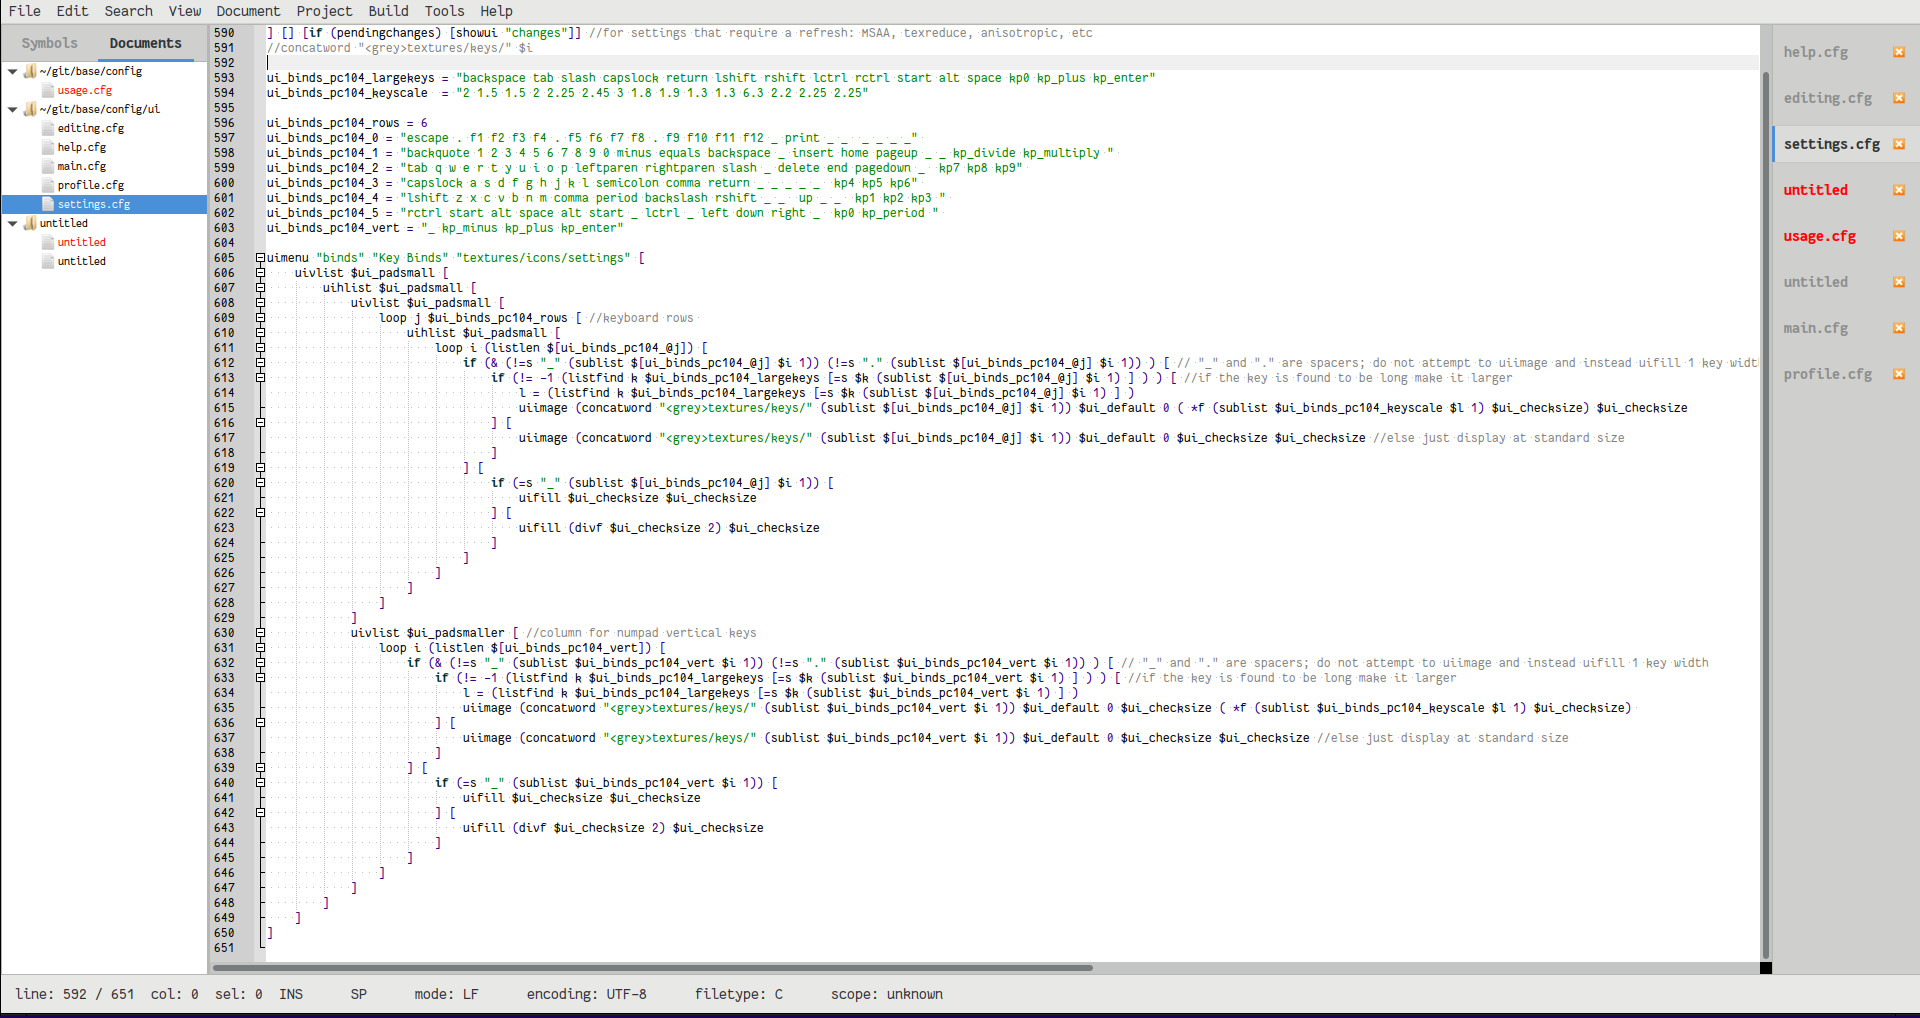 File Edit Search View Document Project Build Tools Help
Symbols Documents
~/git/base/config
usage.cfg
~/git/base/config/ui
editing.cfg
help.cfg
main.cfg
profile.cfg
settings.cfg
untitled
untitled
untitled
590 ] [] [if (pendingchanges) [showui "changes"]] //for settings that require a refresh: MSAA, texreduce, anisotropic, etc
591 //concatword "<grey>textures/keys/" $i
592
593 ui_binds_pc104_largekeys = "backspace tab slash capslock return lshift rshift lctrl rctrl start alt space kp0 kp_plus kp_enter"
594 ui_binds_pc104_keyscale  = "2 1.5 1.5 2 2.25 2.45 3 1.8 1.9 1.3 1.3 6.3 2.2 2.25 2.25"
595
596 ui_binds_pc104_rows = 6
597 ui_binds_pc104_0 = "escape . f1 f2 f3 f4 . f5 f6 f7 f8 . f9 f10 f11 f12 _ print _ _ _ _ _ _"
598 ui_binds_pc104_1 = "backquote 1 2 3 4 5 6 7 8 9 0 minus equals backspace _ insert home pageup _ _ kp_divide kp_multiply "
599 ui_binds_pc104_2 = "tab q w e r t y u i o p leftparen rightparen slash _ delete end pagedown _  kp7 kp8 kp9"
600 ui_binds_pc104_3 = "capslock a s d f g h j k l semicolon comma return _ _ _ _ _  kp4 kp5 kp6"
601 ui_binds_pc104_4 = "lshift z x c v b n m comma period backslash rshift _ _  up _ _  kp1 kp2 kp3 "
602 ui_binds_pc104_5 = "rctrl start alt space alt start _ lctrl _ left down right _  kp0 kp_period "
603 ui_binds_pc104_vert = "_ kp_minus kp_plus kp_enter"
604
605 uimenu "binds" "Key Binds" "textures/icons/settings" [
606     uivlist $ui_padsmall [
607         uihlist $ui_padsmall [
608             uivlist $ui_padsmall [
609                 loop j $ui_binds_pc104_rows [ //keyboard rows
610                     uihlist $ui_padsmall [
611                         loop i (listlen $[ui_binds_pc104_@j]) [
612                             if (& (!=s "_" (sublist $[ui_binds_pc104_@j] $i 1)) (!=s "." (sublist $[ui_binds_pc104_@j] $i 1)) ) [ // "_" and "." are spacers; do not attempt to uiimage and instead uifill 1 key widt
613                                 if (!= -1 (listfind k $ui_binds_pc104_largekeys [=s $k (sublist $[ui_binds_pc104_@j] $i 1) ] ) ) [ //if the key is found to be long make it larger
614                                     l = (listfind k $ui_binds_pc104_largekeys [=s $k (sublist $[ui_binds_pc104_@j] $i 1) ] )
615                                     uiimage (concatword "<grey>textures/keys/" (sublist $[ui_binds_pc104_@j] $i 1)) $ui_default 0 ( *f (sublist $ui_binds_pc104_keyscale $l 1) $ui_checksize) $ui_checksize
616                                 ] [
617                                     uiimage (concatword "<grey>textures/keys/" (sublist $[ui_binds_pc104_@j] $i 1)) $ui_default 0 $ui_checksize $ui_checksize //else just display at standard size
618                                 ]
619                             ] [
620                                 if (=s "_" (sublist $[ui_binds_pc104_@j] $i 1)) [
621                                     uifill $ui_checksize $ui_checksize
622                                 ] [
623                                     uifill (divf $ui_checksize 2) $ui_checksize
624                                 ]
625                             ]
626                         ]
627                     ]
628                 ]
629             ]
630             uivlist $ui_padsmaller [ //column for numpad vertical keys
631                 loop i (listlen $[ui_binds_pc104_vert]) [
632                     if (& (!=s "_" (sublist $ui_binds_pc104_vert $i 1)) (!=s "." (sublist $ui_binds_pc104_vert $i 1)) ) [ // "_" and "." are spacers; do not attempt to uiimage and instead uifill 1 key width
633                         if (!= -1 (listfind k $ui_binds_pc104_largekeys [=s $k (sublist $ui_binds_pc104_vert $i 1) ] ) ) [ //if the key is found to be long make it larger
634                             l = (listfind k $ui_binds_pc104_largekeys [=s $k (sublist $ui_binds_pc104_vert $i 1) ] )
635                             uiimage (concatword "<grey>textures/keys/" (sublist $ui_binds_pc104_vert $i 1)) $ui_default 0 $ui_checksize ( *f (sublist $ui_binds_pc104_keyscale $l 1) $ui_checksize)
636                         ] [
637                             uiimage (concatword "<grey>textures/keys/" (sublist $ui_binds_pc104_vert $i 1)) $ui_default 0 $ui_checksize $ui_checksize //else just display at standard size
638                         ]
639                     ] [
640                         if (=s "_" (sublist $ui_binds_pc104_vert $i 1)) [
641                             uifill $ui_checksize $ui_checksize
642                         ] [
643                             uifill (divf $ui_checksize 2) $ui_checksize
644                         ]
645                     ]
646                 ]
647             ]
648         ]
649     ]
650 ]
651
help.cfg
editing.cfg
settings.cfg
untitled
usage.cfg
untitled
main.cfg
profile.cfg
line: 592 / 651 col: 0 sel: 0 INS SP mode: LF encoding: UTF-8 filetype: C scope: unknown